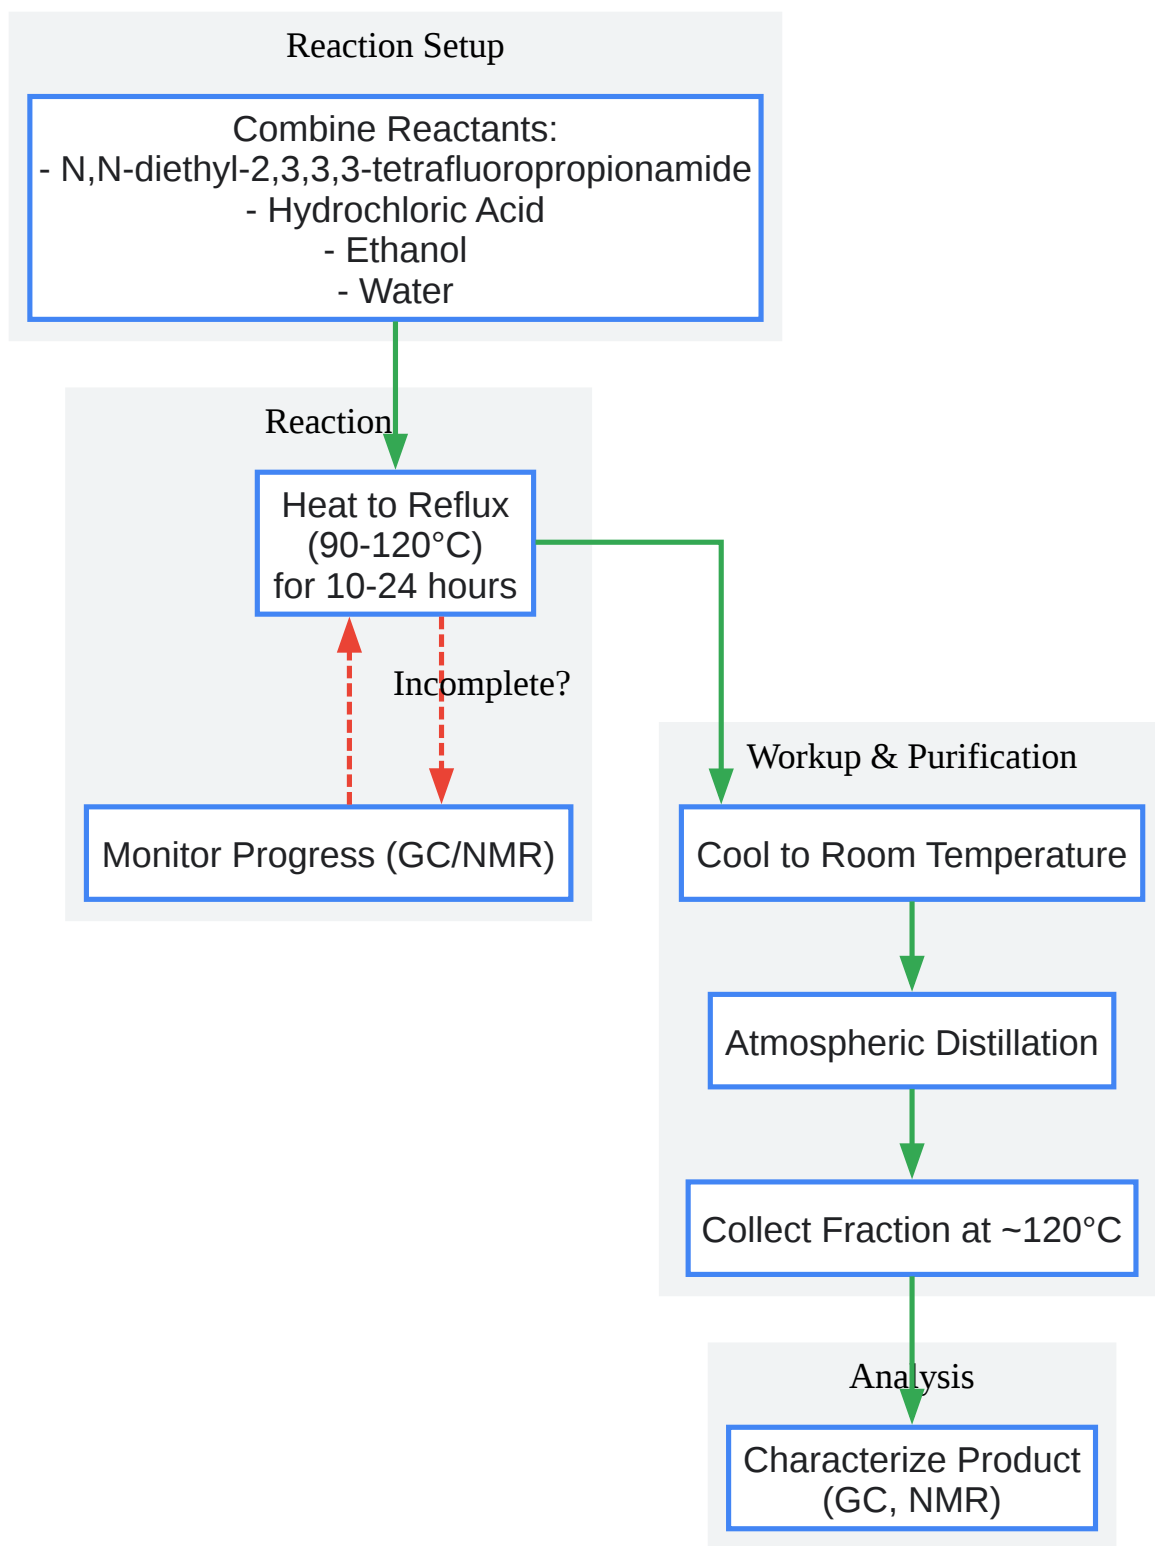 Reaction Setup
Combine Reactants:
- N,N-diethyl-2,3,3,3-tetrafluoropropionamide
- Hydrochloric Acid
- Ethanol
- Water
Reaction
Heat to Reflux
(90-120°C)
for 10-24 hours
Incomplete?
Monitor Progress (GC/NMR)
Workup & Purification
Cool to Room Temperature
Atmospheric Distillation
Collect Fraction at ~120°C
Analysis
Characterize Product
(GC, NMR)